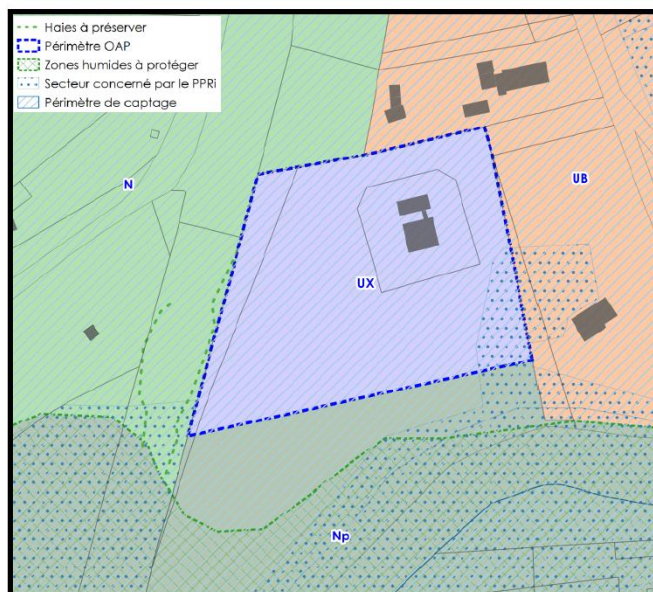 Haies à préserver
Périmètre OAP
Zones humides à protéger
Secteur concerné par le PPRi
Périmètre de captage
N
UB
UX
Np